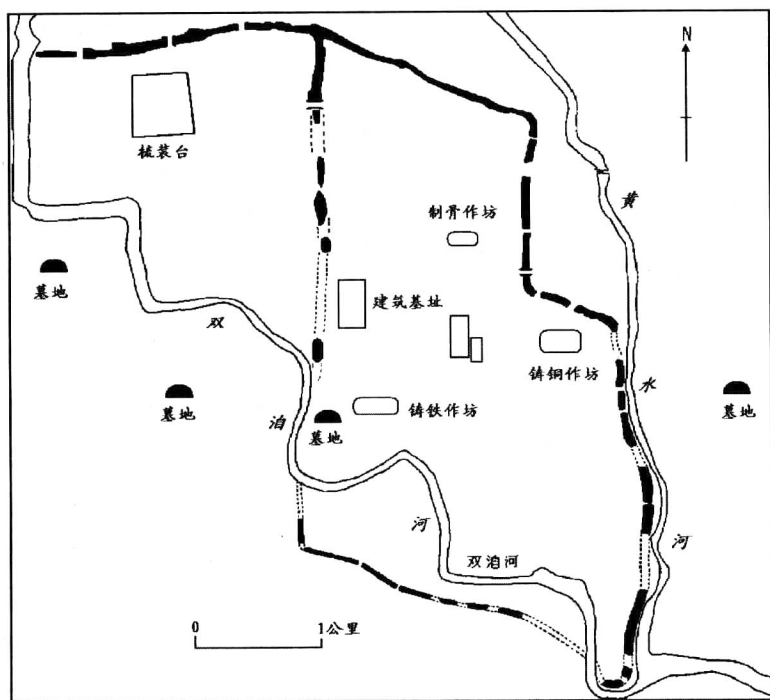 N
梳装台
黄
制骨作坊
墓地
建筑基址
双
铸铜作坊
水
墓地
墓地
洎
铸铁作坊
墓地
河
双洎河
河
0 1公里